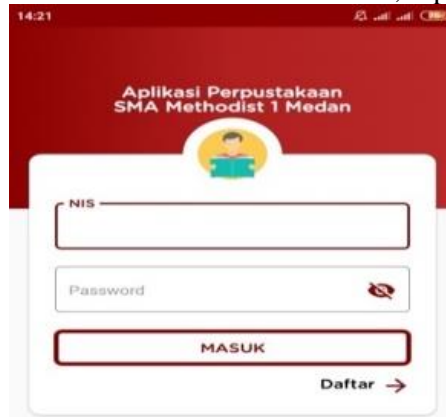 14:21
Aplikasi Perpustakaan
SMA Methodist 1 Medan
NIS
Password
MASUK
Daftar